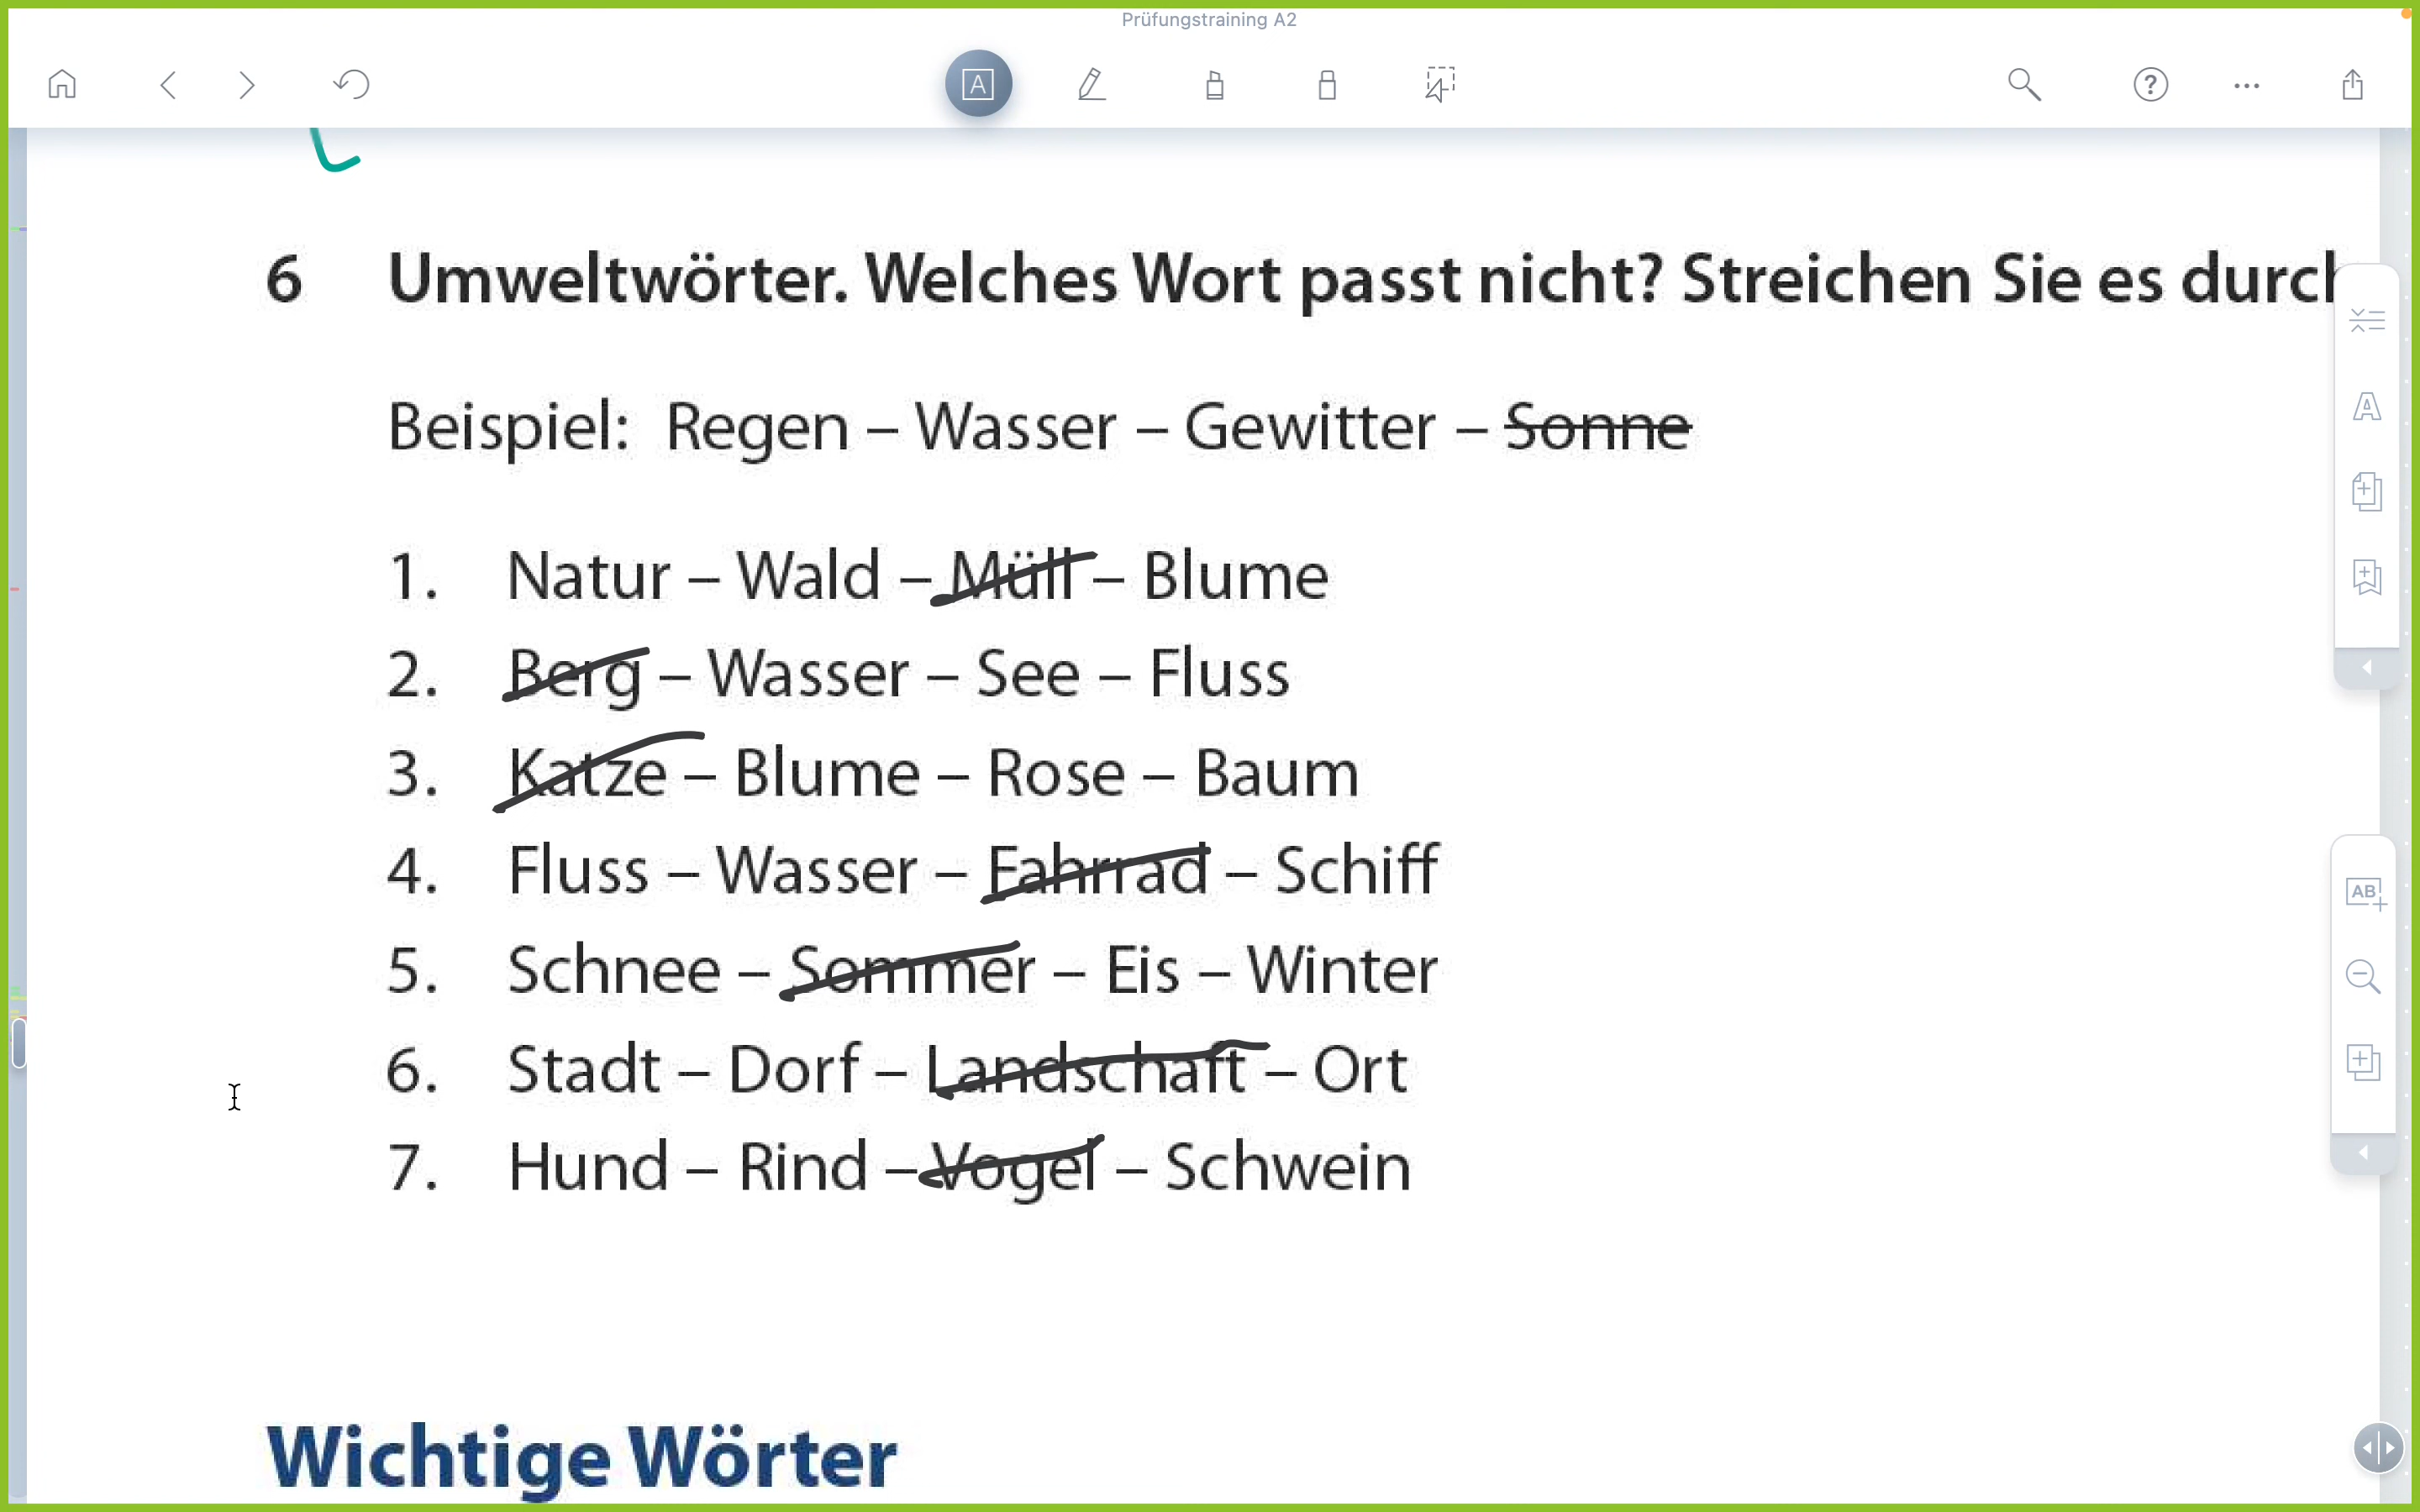 Prüfungstraining A2
6 Umweltwörter. Welches Wort passt nicht? Streichen Sie es durch
Beispiel: Regen – Wasser – Gewitter – Sonne
1. Natur – Wald – Müll – Blume
2. Berg – Wasser – See – Fluss
3. Katze – Blume – Rose – Baum
4. Fluss – Wasser – Fahrrad – Schiff
5. Schnee – Sommer – Eis – Winter
6. Stadt – Dorf – Landschaft – Ort
7. Hund – Rind – Vogel – Schwein
Wichtige Wörter